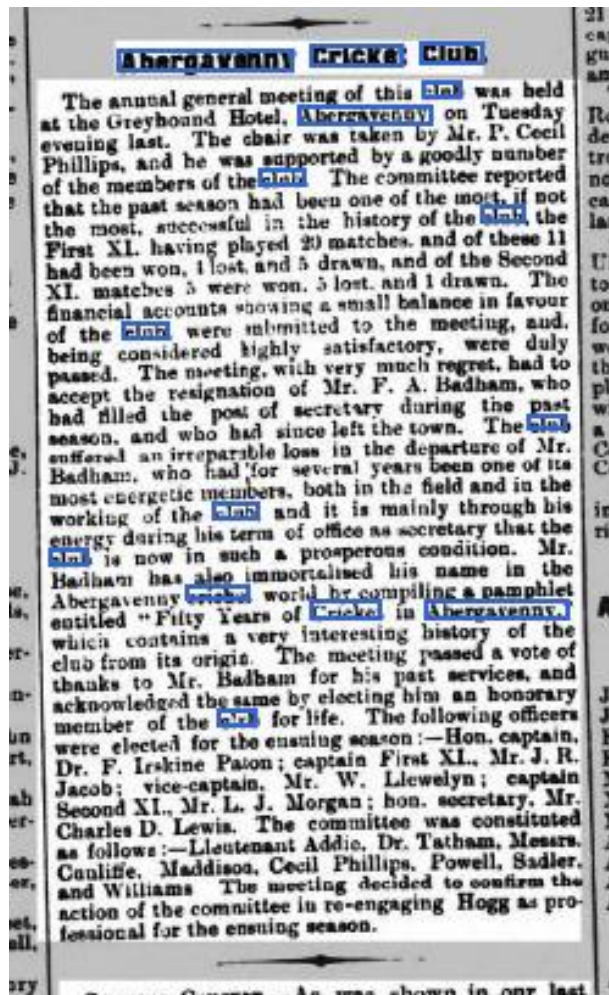 Abergavenny Cricket Club.
The annual general meeting of this club was held
at the Greyhound Hotel, Abergavenny on Tuesday
evening last. The chair was taken by Mr. P. Cecil
Phillips, and he was supported by a goodly number
of the members of the club. The committee reported
that the past season had been one of the most, if not
the most, successful in the history of the club, the
First XI. having played 20 matches, and of these 11
had been won, 4 lost, and 5 drawn, and of the Second
XI. matches 5 were won, 5 lost, and 1 drawn. The
financial accounts showing a small balance in favour
of the club were submitted to the meeting, and,
being considered highly satisfactory, were duly
passed. The meeting, with very much regret, had to
accept the resignation of Mr. F. A. Badham, who
had filled the post of secretary during the past
season, and who had since left the town. The club
suffered an irreparable loss in the departure of Mr.
Badham, who had for several years been one of its
most energetic members, both in the field and in the
working of the club and it is mainly through his
energy during his term of office as secretary that the
club is now in such a prosperous condition. Mr.
Badham has also immortalised his name in the
Abergavenny cricket world by compiling a pamphlet
entitled "Fifty Years of Cricket in Abergavenny,
which contains a very interesting history of the
club from its origin. The meeting passed a vote of
thanks to Mr. Badham for his past services, and
acknowledged the same by electing him an honorary
member of the club for life. The following officers
were elected for the ensuing season:—Hon. captain,
Dr. F. Irskine Paton; captain First XI., Mr. J. R.
Jacob; vice-captain, Mr. W. Llewelyn; captain
Second XI., Mr. L. J. Morgan; hon. secretary, Mr.
Charles D. Lewis. The committee was constituted
as follows:—Lieutenant Addie, Dr. Tatham, Messrs.
Cunliffe, Maddison, Cecil Phillips, Powell, Sadler,
and Williams The meeting decided to confirm the
action of the committee in re-engaging Hogg as pro-
fessional for the ensuing season.
As was shown in our last